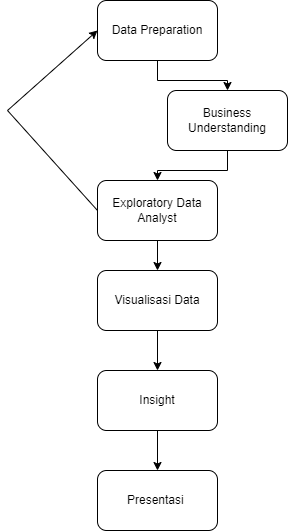 Data Preparation
Business
Understanding
Exploratory Data
Analyst
Visualisasi Data
Insight
Presentasi